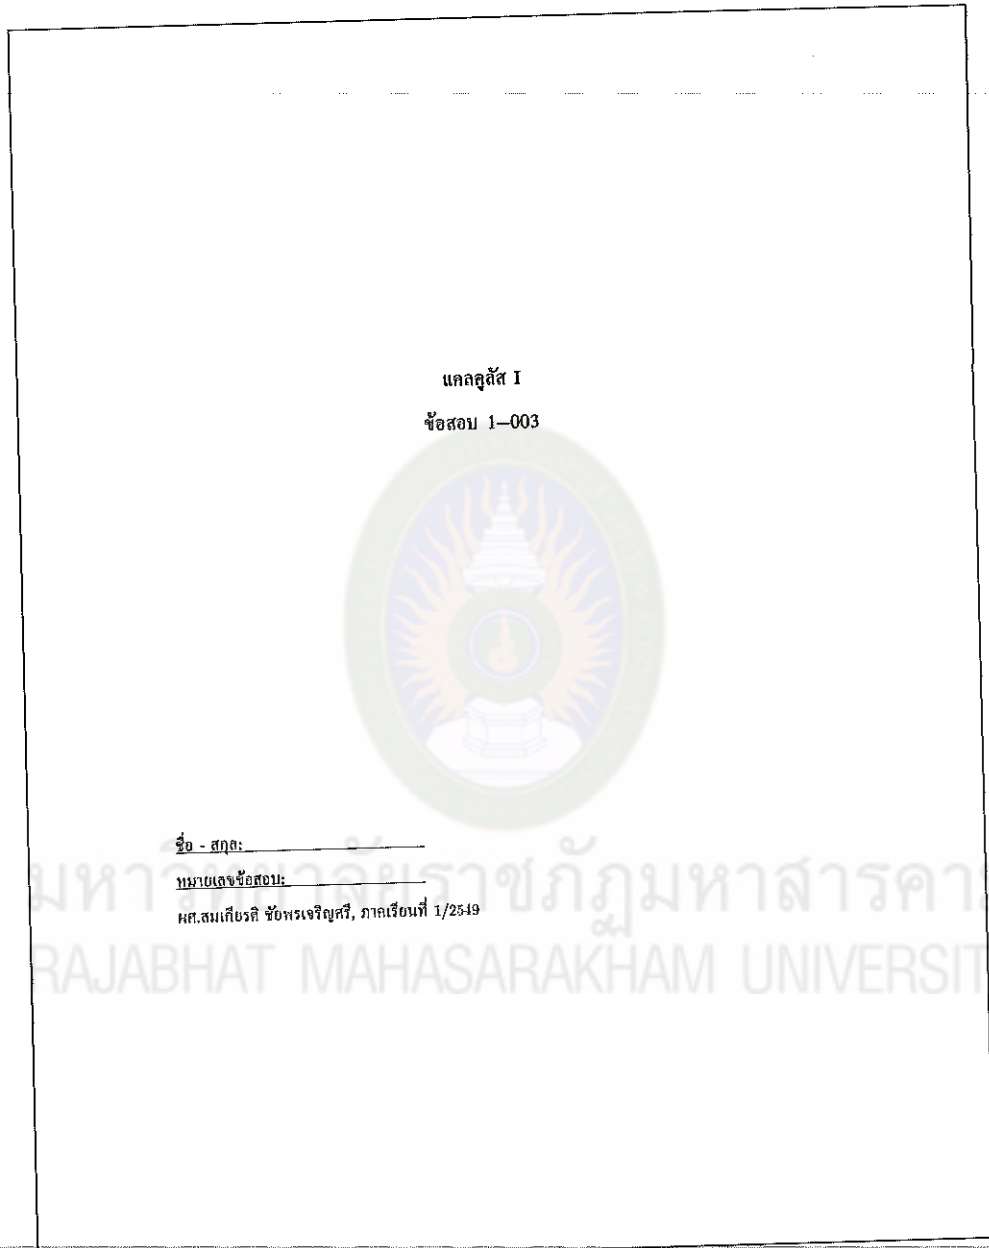 แคลคูลัส I
ข้อสอบ 1–003
ชื่อ - สกุล:
หมายเลขข้อสอบ:
ผศ.สมเกียรติ ชัยพรเจริญศรี, ภาคเรียนที่ 1/2549
มหาวิทยาลัยราชภัฏมหาสารคาม
RAJABHAT MAHASARAKHAM UNIVERSIT